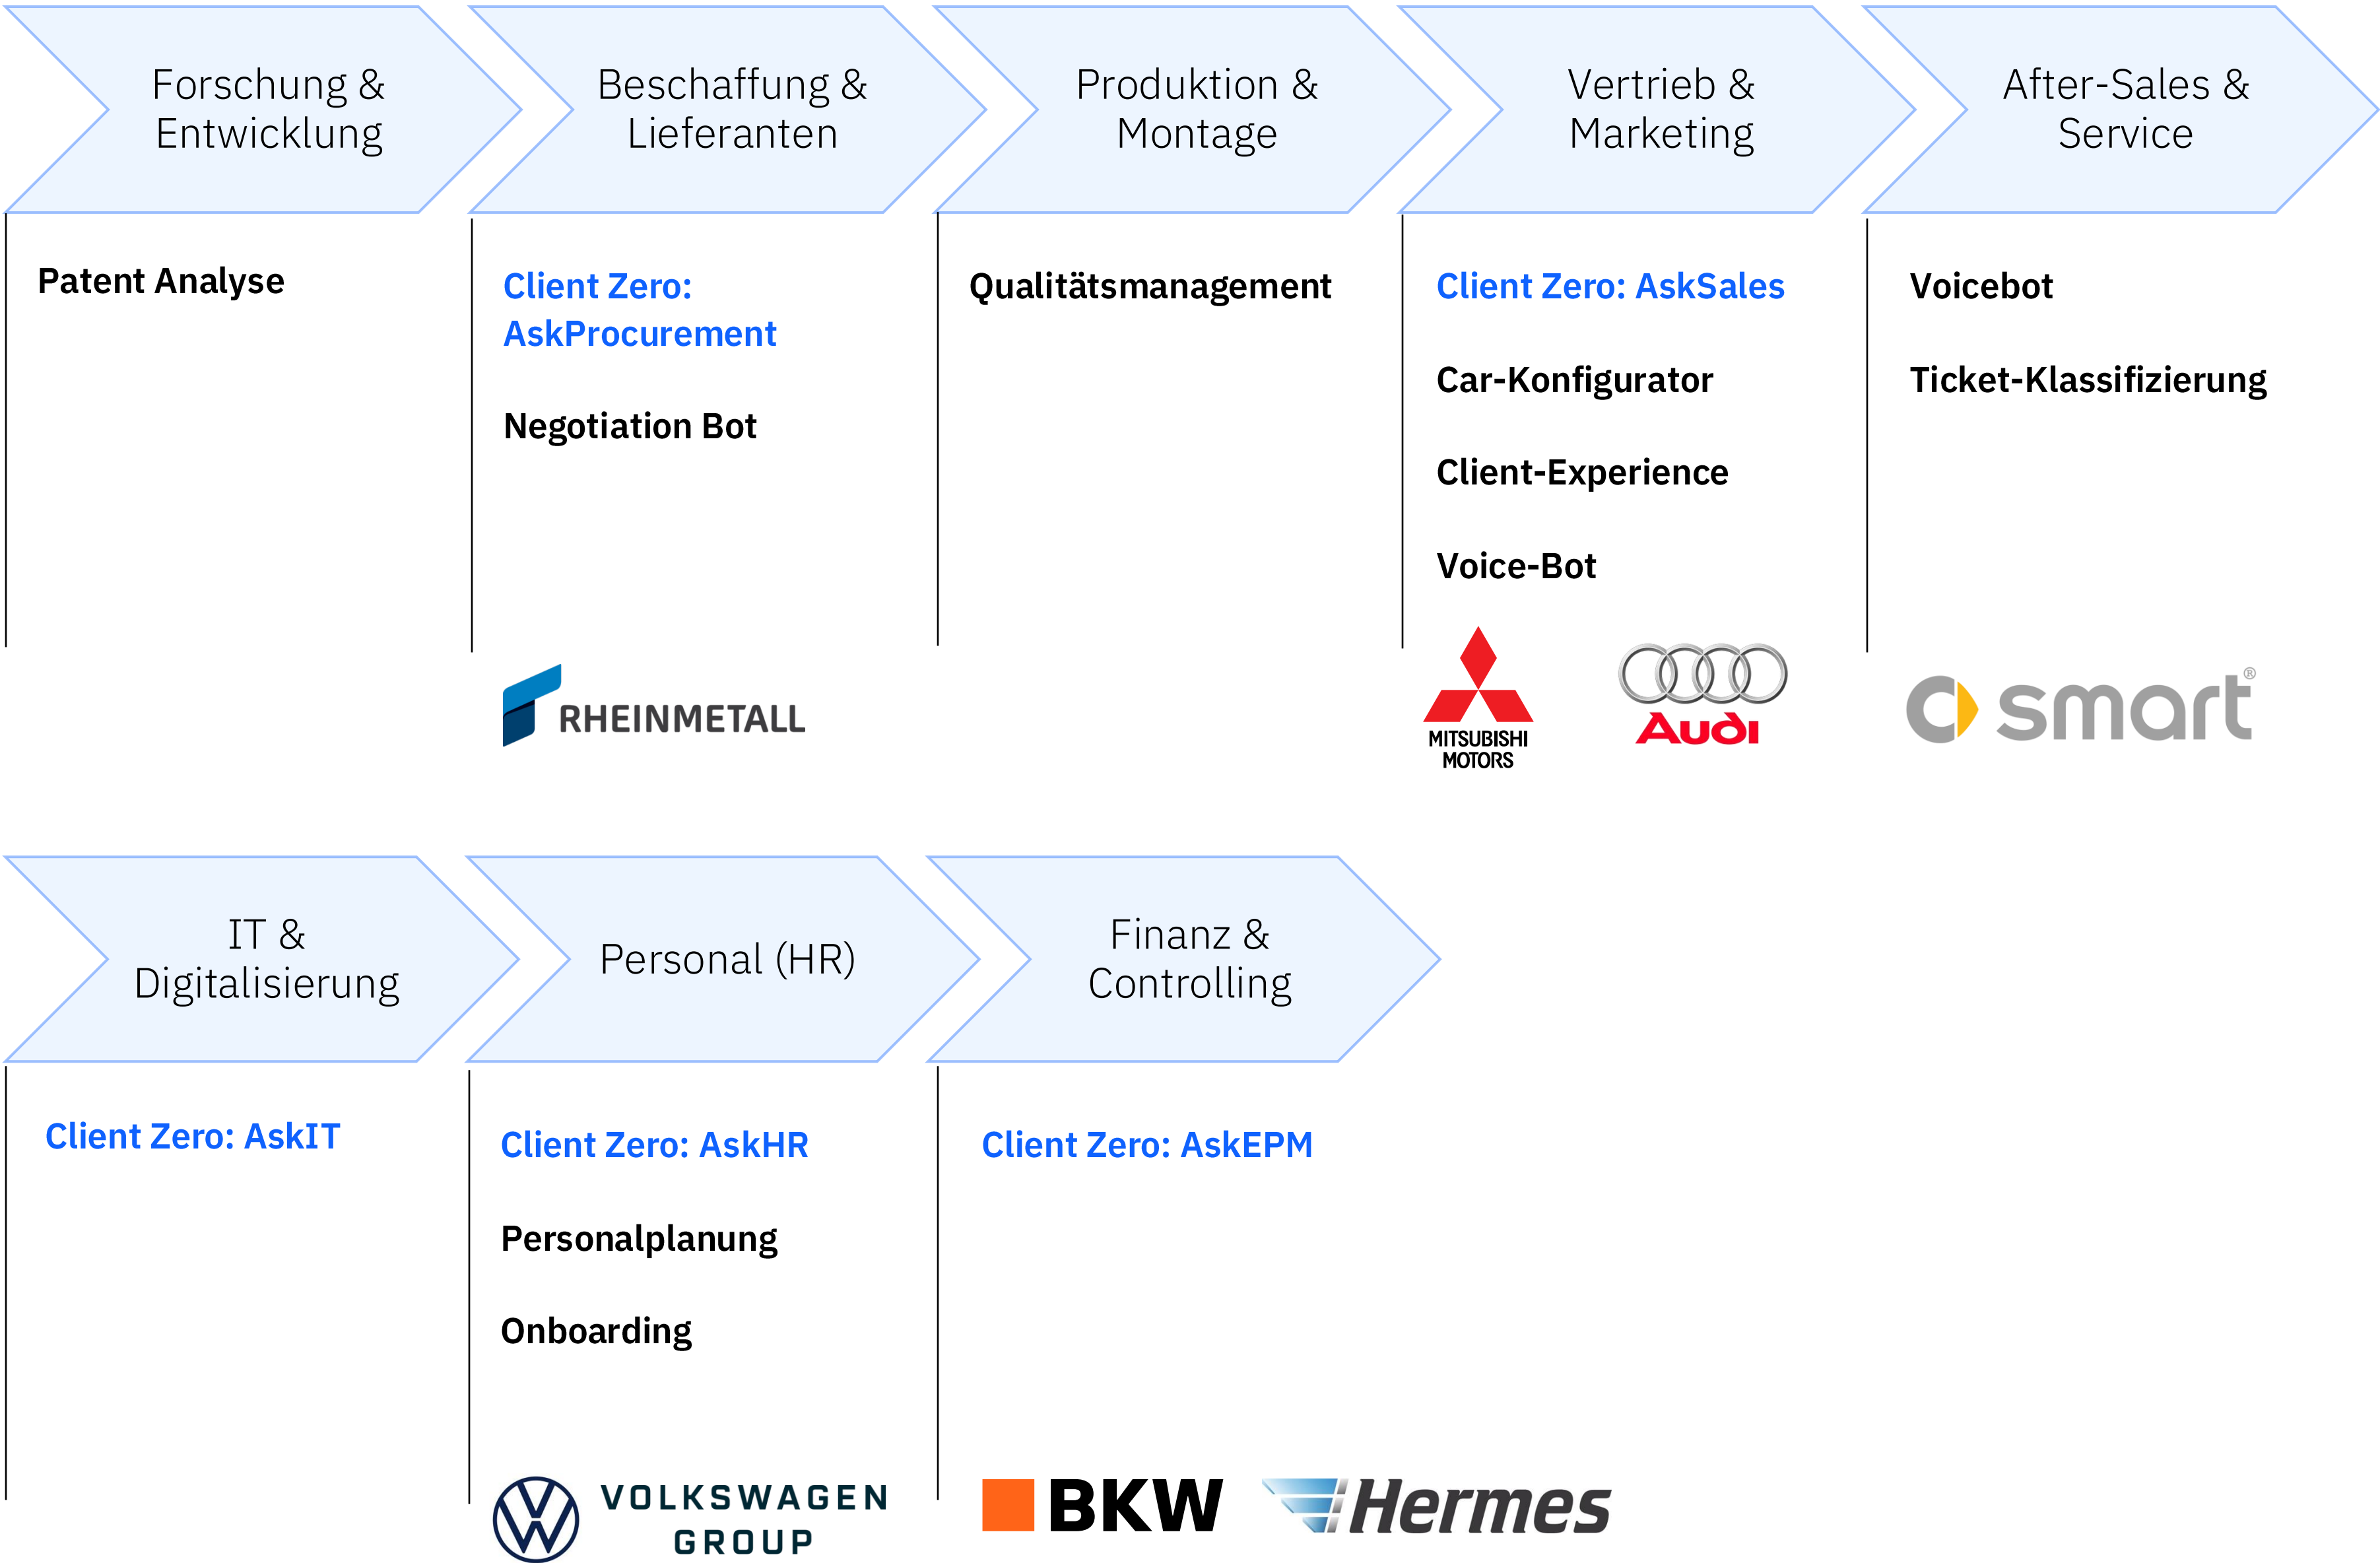 Forschung &
Entwicklung
Beschaffung &
Lieferanten
Produktion &
Montage
Vertrieb &
Marketing
After-Sales &
Service
Patent Analyse
Client Zero:
AskProcurement
Negotiation Bot
RHEINMETALL
Qualitätsmanagement
Client Zero: AskSales
Car-Konfigurator
Client-Experience
Voice-Bot
MITSUBISHI
MOTORS
Audi
Voicebot
Ticket-Klassifizierung
smart®
IT &
Digitalisierung
Personal (HR)
Finanz &
Controlling
Client Zero: AskIT
Client Zero: AskHR
Personalplanung
Onboarding
VOLKSWAGEN
GROUP
Client Zero: AskEPM
BKW
Hermes